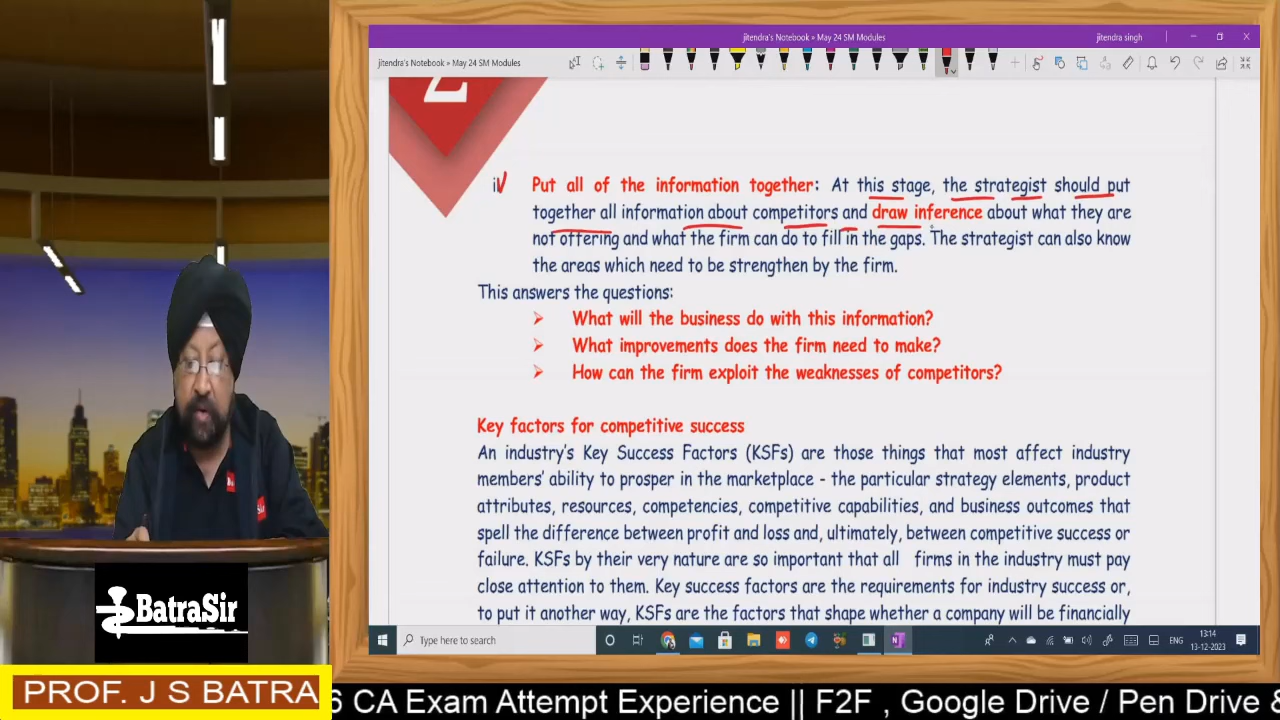 jitendra's Notebook » May 24 SM Modules
jitendra singh
jitendra's Notebook » May 24 SM Modules
2
Put all of the information together: At this stage, the strategist should put
together all information about competitors and draw inference about what they are
not offering and what the firm can do to fill in the gaps. The strategist can also know
the areas which need to be strengthen by the firm.
This answers the questions:
What will the business do with this information?
What improvements does the firm need to make?
How can the firm exploit the weaknesses of competitors?
Key factors for competitive success
An industry's Key Success Factors (KSFs) are those things that most affect industry
members' ability to prosper in the marketplace - the particular strategy elements, product
attributes, resources, competencies, competitive capabilities, and business outcomes that
spell the difference between profit and loss and, ultimately, between competitive success or
failure. KSFs by their very nature are so important that all firms in the industry must pay
close attention to them. Key success factors are the requirements for industry success or,
to put it another way, KSFs are the factors that shape whether a company will be financially
BatraSir
Type here to search
ENG
13:14
13-12-2023
PROF. J S BATRA
6 CA Exam Attempt Experience || F2F , Google Drive / Pen Drive &